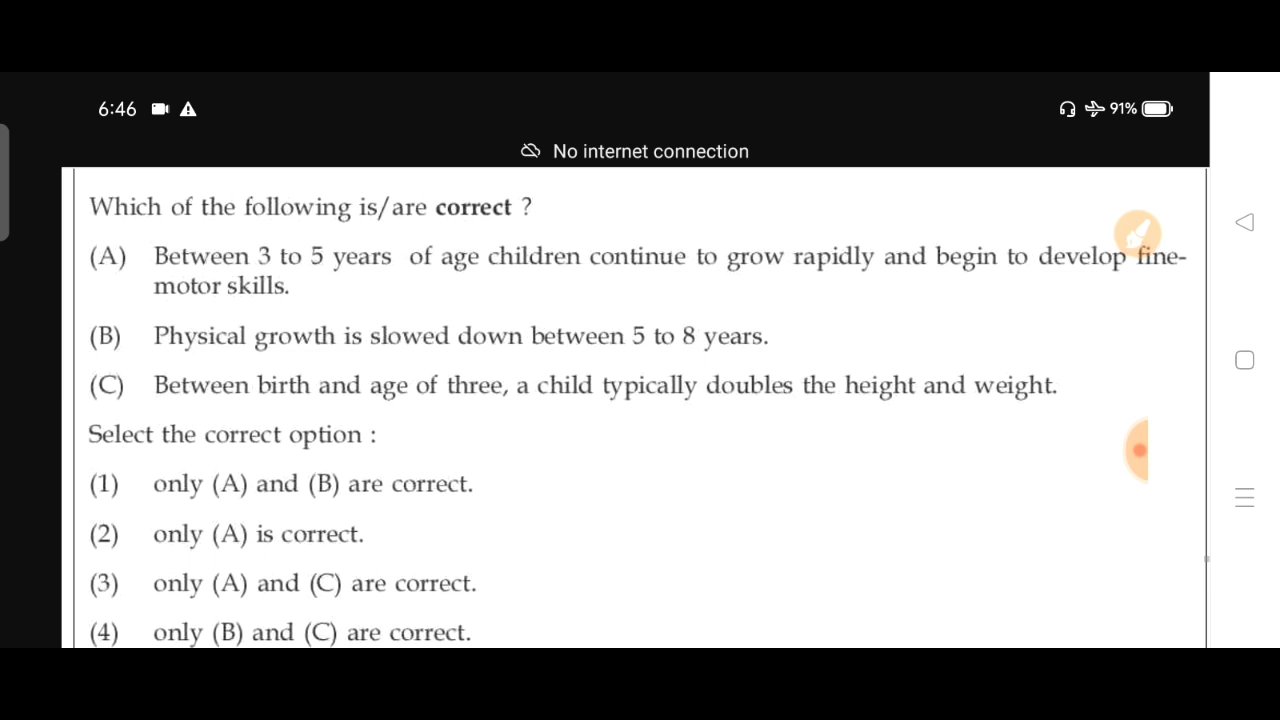 6:46
91%
No internet connection
Which of the following is/are correct ?
(A) Between 3 to 5 years of age children continue to grow rapidly and begin to develop fine-
motor skills.
(B) Physical growth is slowed down between 5 to 8 years.
(C) Between birth and age of three, a child typically doubles the height and weight.
Select the correct option :
(1) only (A) and (B) are correct.
(2) only (A) is correct.
(3) only (A) and (C) are correct.
(4) only (B) and (C) are correct.